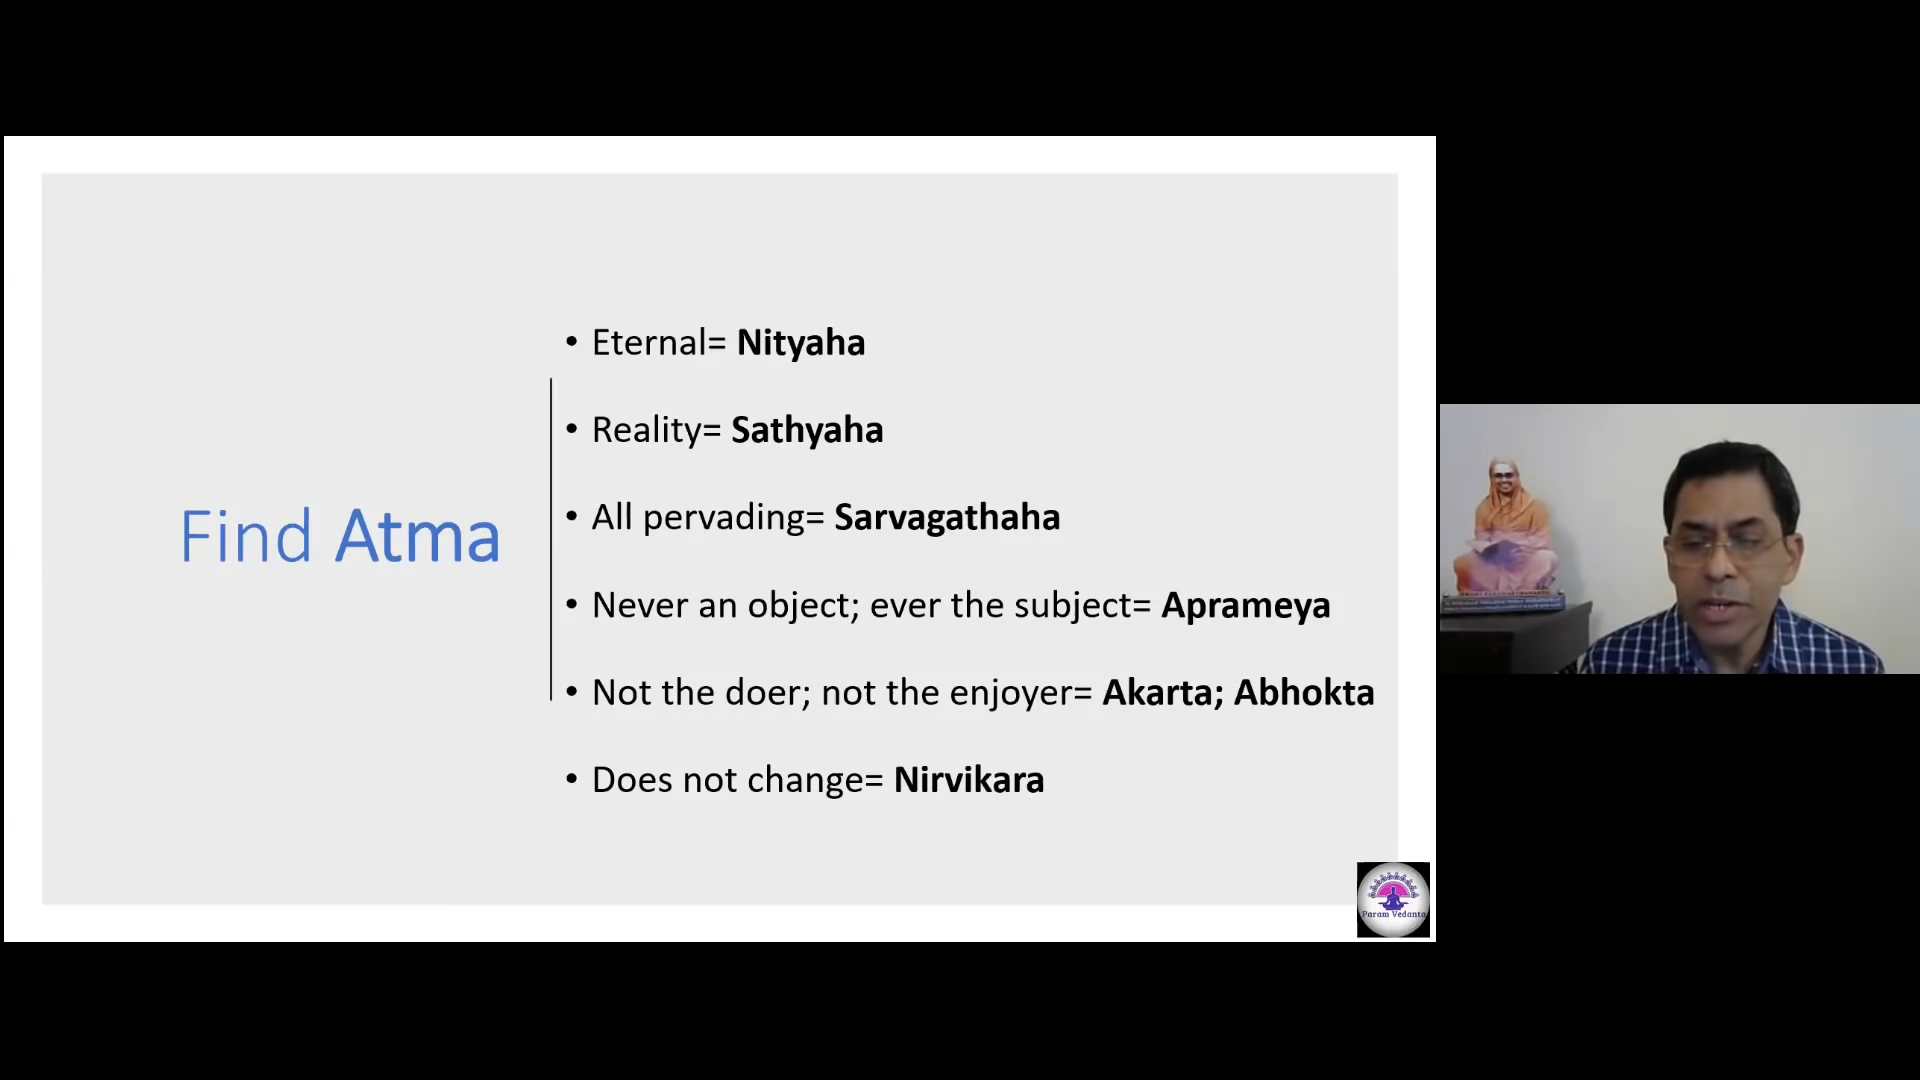 Find Atma
• Eternal= Nityaha
• Reality= Sathyaha
• All pervading= Sarvagathaha
• Never an object; ever the subject= Aprameya
• Not the doer; not the enjoyer= Akarta; Abhokta
• Does not change= Nirvikara
Param Vedanta